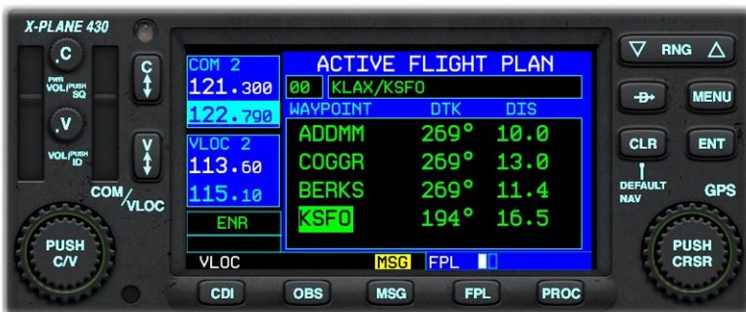 X-PLANE 430
C
PWR
VOL/PUSH
SQ
V
VOL/PUSH
ID
C
V
COM/VLOC
PUSH
C/V
COM 2
121.300
122.790
VLOC 2
113.60
115.10
ENR
VLOC
MSG
FPL
ACTIVE FLIGHT PLAN
00 KLAX/KSFO
WAYPOINT DTK DIS
ADDMM 269° 10.0
COGGR 269° 13.0
BERKS 269° 11.4
KSFO 194° 16.5
RNG
D
MENU
CLR
ENT
DEFAULT
NAV
GPS
PUSH
CRSR
CDI
OBS
MSG
FPL
PROC